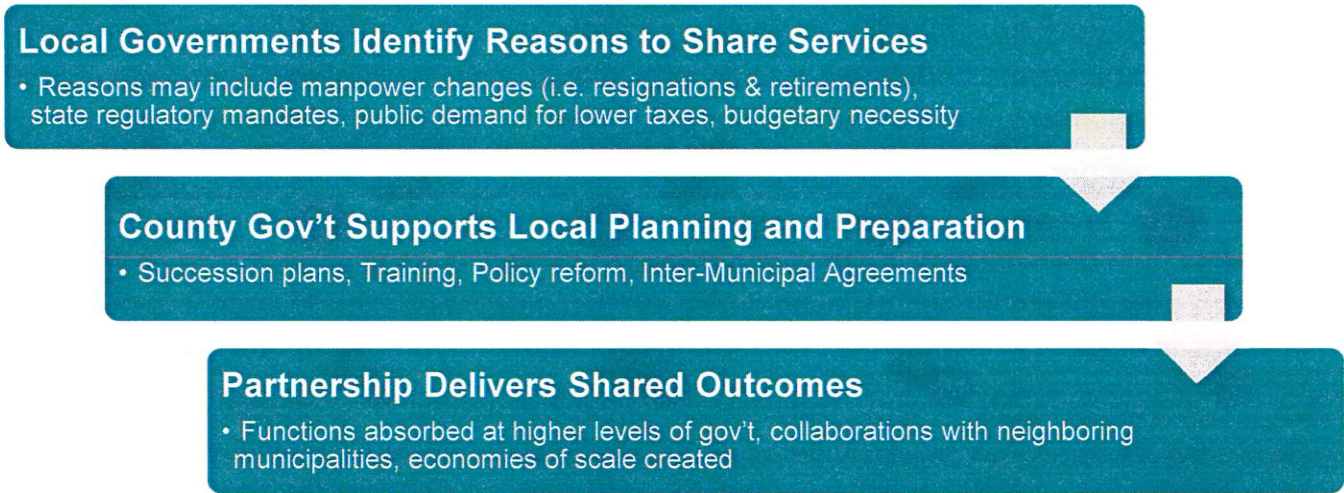 Local Governments Identify Reasons to Share Services
• Reasons may include manpower changes (i.e. resignations & retirements),
state regulatory mandates, public demand for lower taxes, budgetary necessity
County Gov’t Supports Local Planning and Preparation
• Succession plans, Training, Policy reform, Inter-Municipal Agreements
Partnership Delivers Shared Outcomes
• Functions absorbed at higher levels of gov’t, collaborations with neighboring
municipalities, economies of scale created